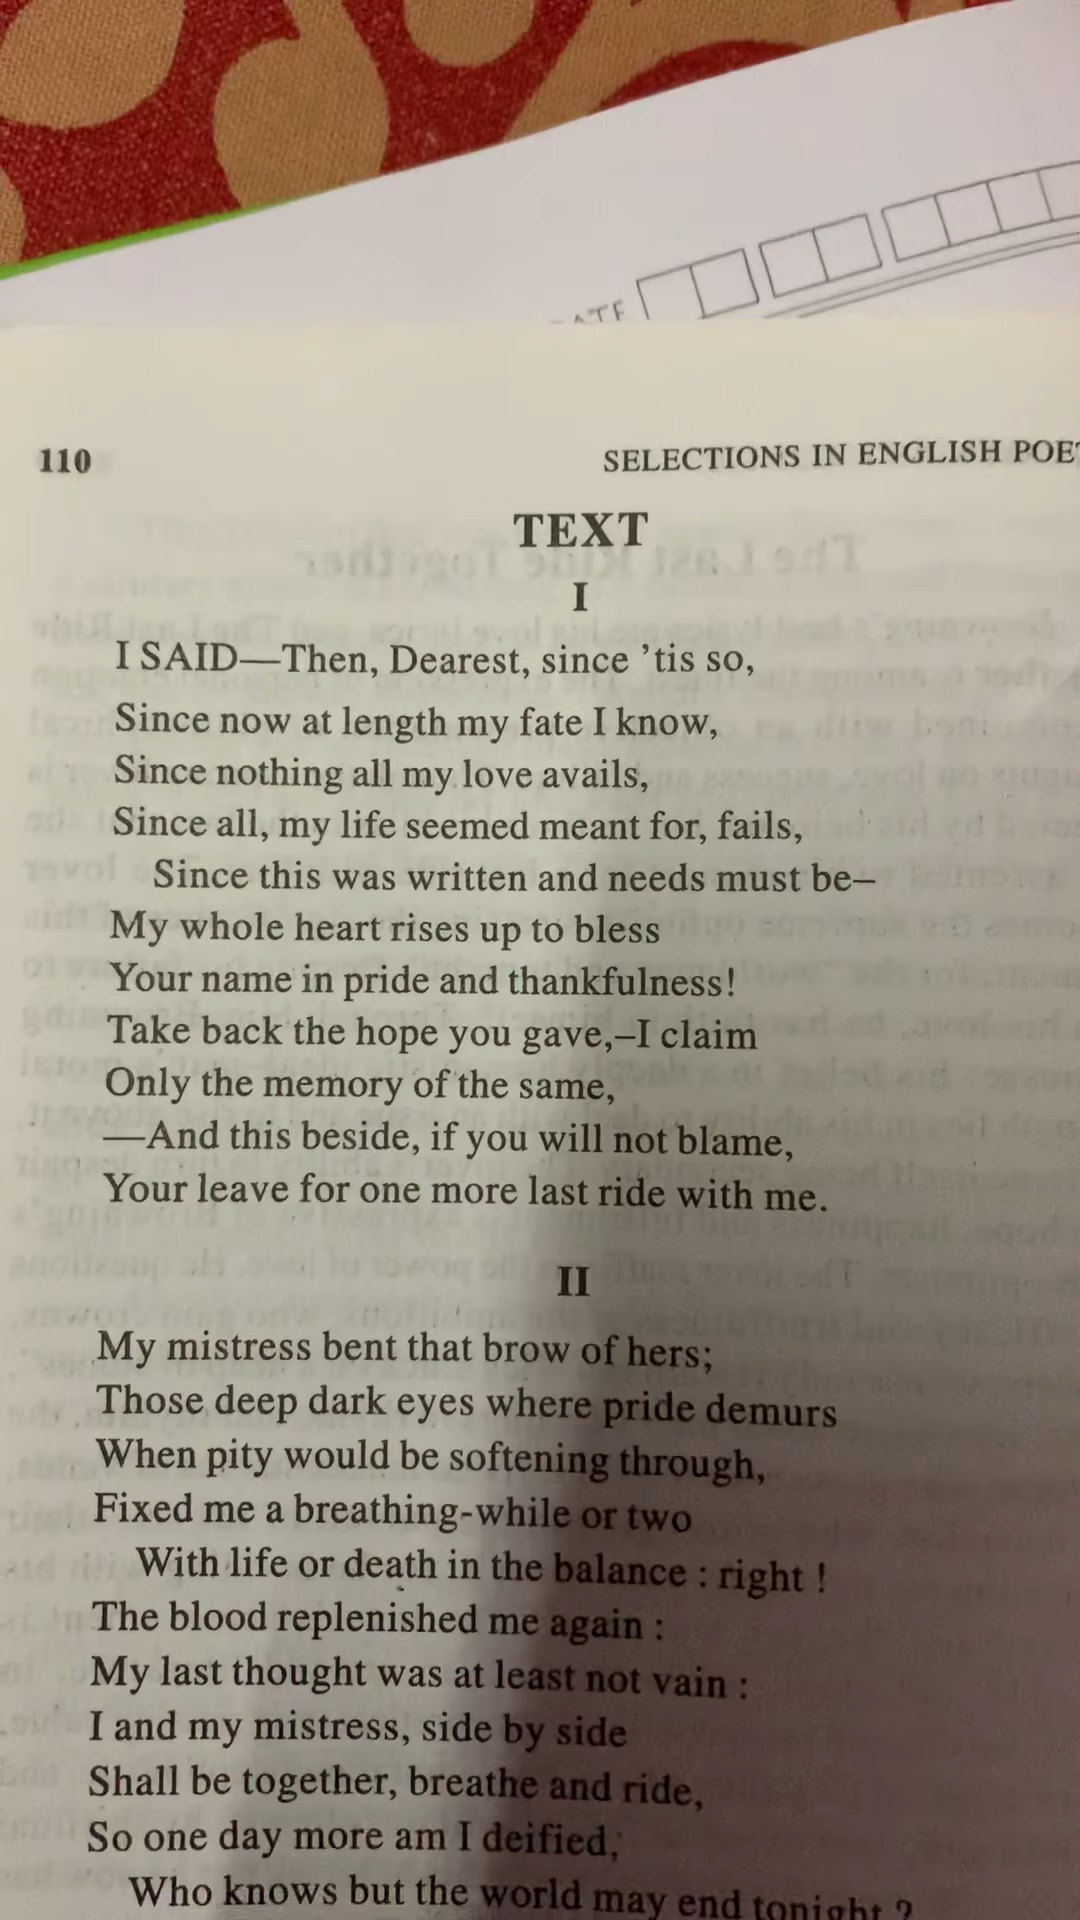 110
SELECTIONS IN ENGLISH
TEXT
I
I SAID—Then, Dearest, since ’tis so,
Since now at length my fate I know,
Since nothing all my love avails,
Since all, my life seemed meant for, fails,
Since this was written and needs must be–
My whole heart rises up to bless
Your name in pride and thankfulness!
Take back the hope you gave,–I claim
Only the memory of the same,
—And this beside, if you will not blame,
Your leave for one more last ride with me.
II
My mistress bent that brow of hers;
Those deep dark eyes where pride demurs
When pity would be softening through,
Fixed me a breathing-while or two
With life or death in the balance : right !
The blood replenished me again :
My last thought was at least not vain :
I and my mistress, side by side
Shall be together, breathe and ride,
So one day more am I deified,
Who knows but the world may end tonight ?